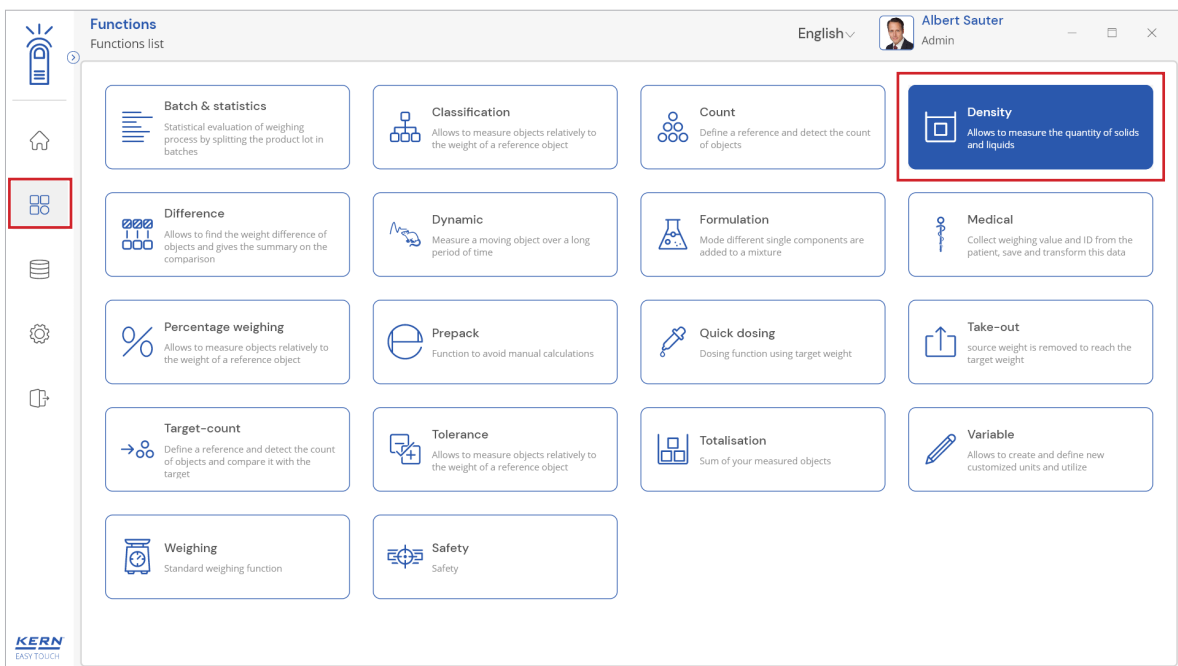 Functions
Functions list
English
Albert Sauter
Admin
Batch & statistics
Statistical evaluation of weighing
process by splitting the product lot in
batches
Classification
Allows to measure objects relatively to
the weight of a reference object
Count
Define a reference and detect the count
of objects
Density
Allows to measure the quantity of solids
and liquids
Difference
Allows to find the weight difference of
objects and gives the summary on the
comparison
Dynamic
Measure a moving object over a long
period of time
Formulation
Mode different single components are
added to a mixture
Medical
Collect weighing value and ID from the
patient, save and transform this data
Percentage weighing
Allows to measure objects relatively to
the weight of a reference object
Prepack
Function to avoid manual calculations
Quick dosing
Dosing function using target weight
Take-out
source weight is removed to reach the
target weight
Target-count
Define a reference and detect the count
of objects and compare it with the
target
Tolerance
Allows to measure objects relatively to
the weight of a reference object
Totalisation
Sum of your measured objects
Variable
Allows to create and define new
customized units and utilize
Weighing
Standard weighing function
Safety
Safety
KERN
EASY TOUCH